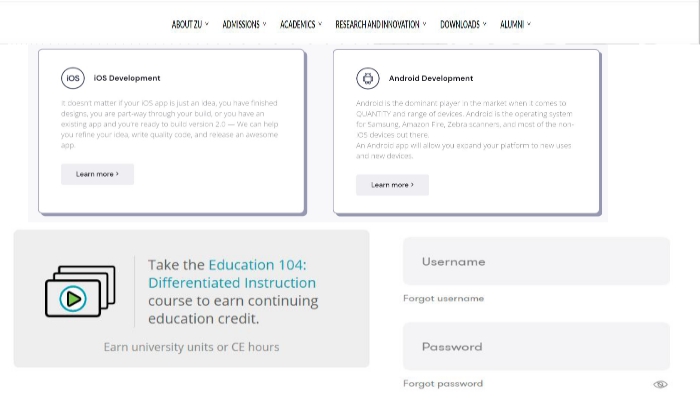 ABOUT ZU ADMISSIONS ACADEMICS RESEARCH AND INNOVATION DOWNLOADS ALUMNI
iOS iOS Development
It doesn't matter if your iOS app is just an idea, you have finished
designs, you are part-way through your build, or you have an
existing app and you're ready to build version 2.0 — We can help
you refine your idea, write quality code, and release an awesome
app.
Learn more >
Android Development
Android is the dominant player in the market when it comes to
QUANTITY and range of devices. Android is the operating system
for Samsung, Amazon Fire, Zebra scanners, and most of the non-
iOS devices out there.
An Android app will allow you expand your platform to new uses
and new devices.
Learn more >
Take the Education 104:
Differentiated Instruction
course to earn continuing
education credit.
Earn university units or CE hours
Username
Forgot username
Password
Forgot password